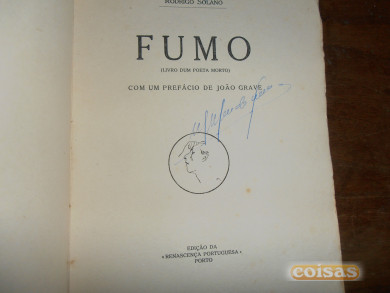 RODRIGO SOLANO
FUMO
(LIVRO DUM POETA MORTO)
COM UM PREFÁCIO DE JOÃO GRAVE
EDIÇÃO DA
«RENASCENÇA PORTUGUESA»
PORTO
coisas